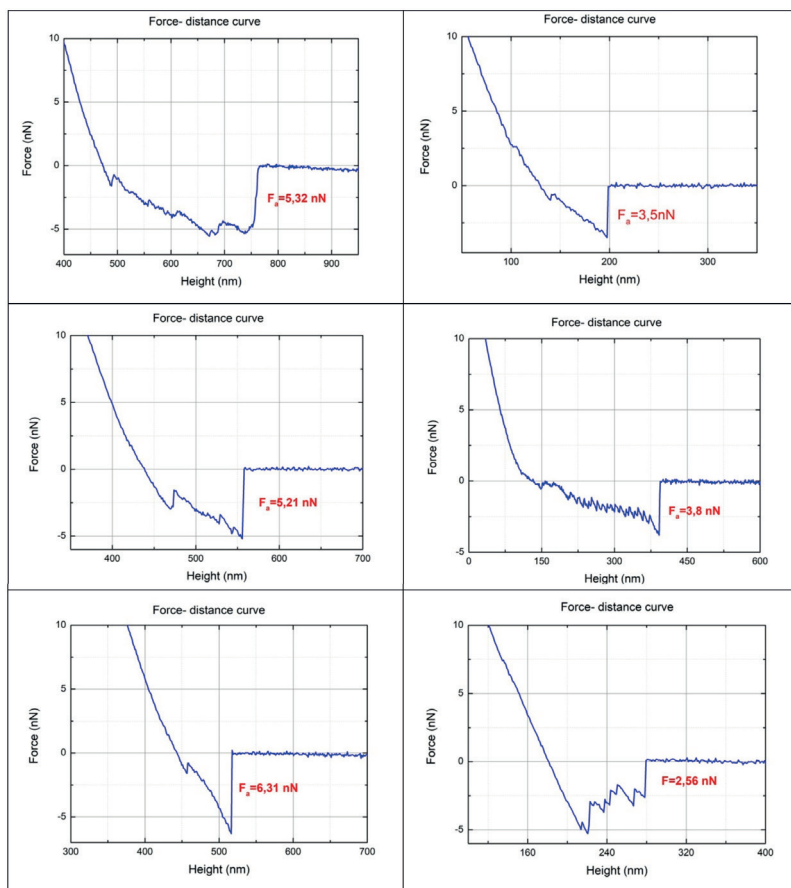 Force- distance curve
Force (nN)
10
5
0
-5
F_a=5,32 nN
400 500 600 700 800 900
Height (nm)
Force- distance curve
Force (nN)
10
5
0
F_a=3,5nN
100 200 300
Height (nm)
Force- distance curve
Force (nN)
10
5
0
-5
F_a=5,21 nN
400 500 600 700
Height (nm)
Force- distance curve
Force (nN)
10
5
0
-5
F_a=3,8 nN
0 150 300 450 600
Height (nm)
Force- distance curve
Force (nN)
10
5
0
-5
F_a=6,31 nN
300 400 500 600 700
Height (nm)
Force- distance curve
Force (nN)
10
5
0
-5
F=2,56 nN
160 240 320 400
Height (nm)